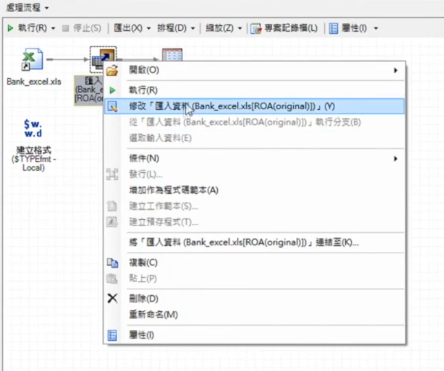 處理流程
執行(R) 停止(S) 匯出(X) 排程(D) 縮放(Z) 專案記錄檔(L) 屬性(I)
Bank_excel.xls
匯入
(Bank_e
[ROA(orig
$w.
w.d
建立格式
($TYPEfmt -
Local)
開啟(O)
執行(R)
修改「匯入資料 (Bank_excel.xls[ROA(original)])」(Y)
從「匯入資料 (Bank_excel.xls[ROA(original)])」執行分支(B)
選取輸入資料(E)
條件(N)
發行(L)...
增加作為程式碼範本(A)
建立工作範本(S)...
建立預存程式(T)...
將「匯入資料 (Bank_excel.xls[ROA(original)])」連結至(K)...
複製(C)
貼上(P)
刪除(D)
重新命名(M)
屬性(I)